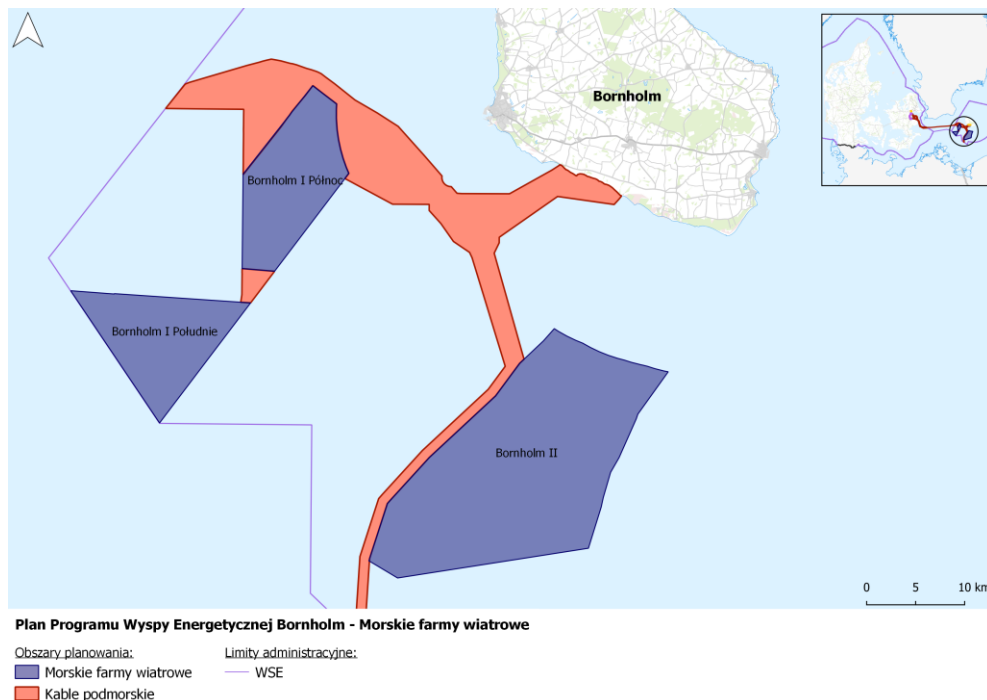 Bornholm
Bornholm I Północ
Bornholm I Południe
Bornholm II
0 5 10 km
Plan Programu Wyspy Energetycznej Bornholm - Morskie farmy wiatrowe
Obszary planowania:
Limity administracyjne:
Morskie farmy wiatrowe
WSE
Kable podmorskie